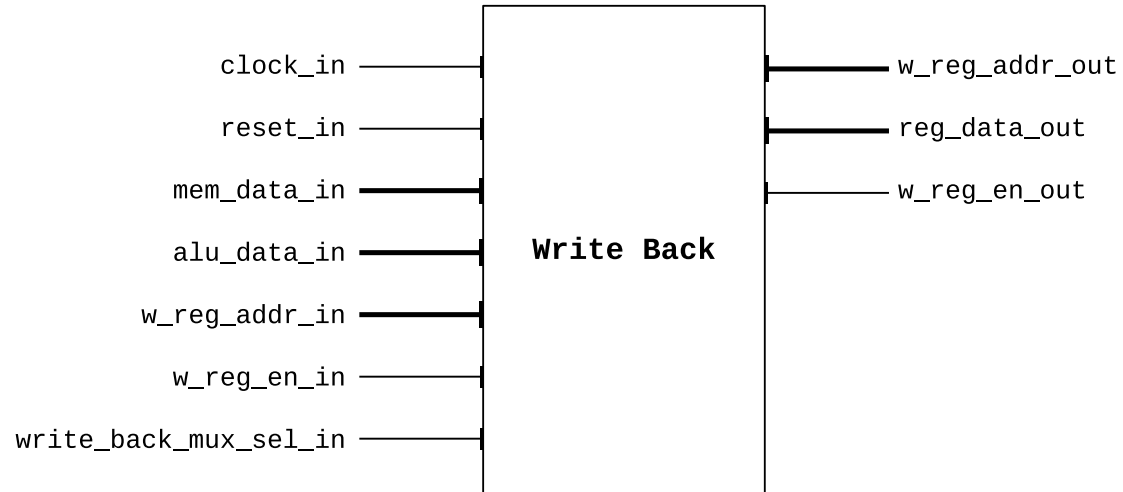 clock_in
reset_in
mem_data_in
alu_data_in
w_reg_addr_in
w_reg_en_in
write_back_mux_sel_in
Write Back
w_reg_addr_out
reg_data_out
w_reg_en_out